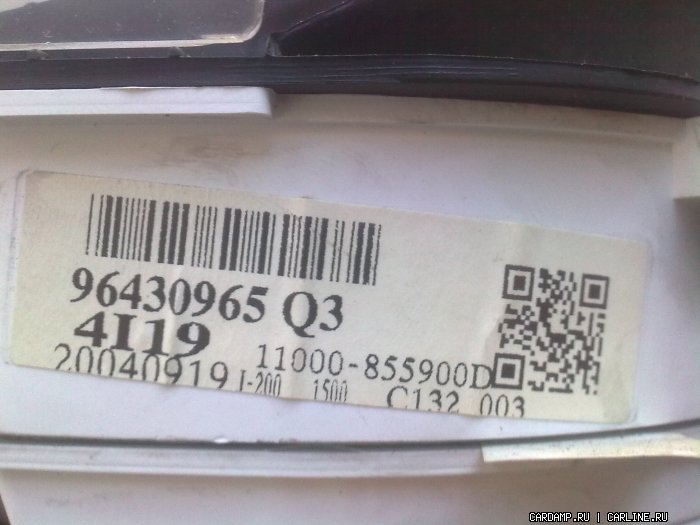 96430965 Q3
4I19
20040919 J-200 1500 11000-855900D
C132 003
CARDAMP.RU | CARLINE.RU